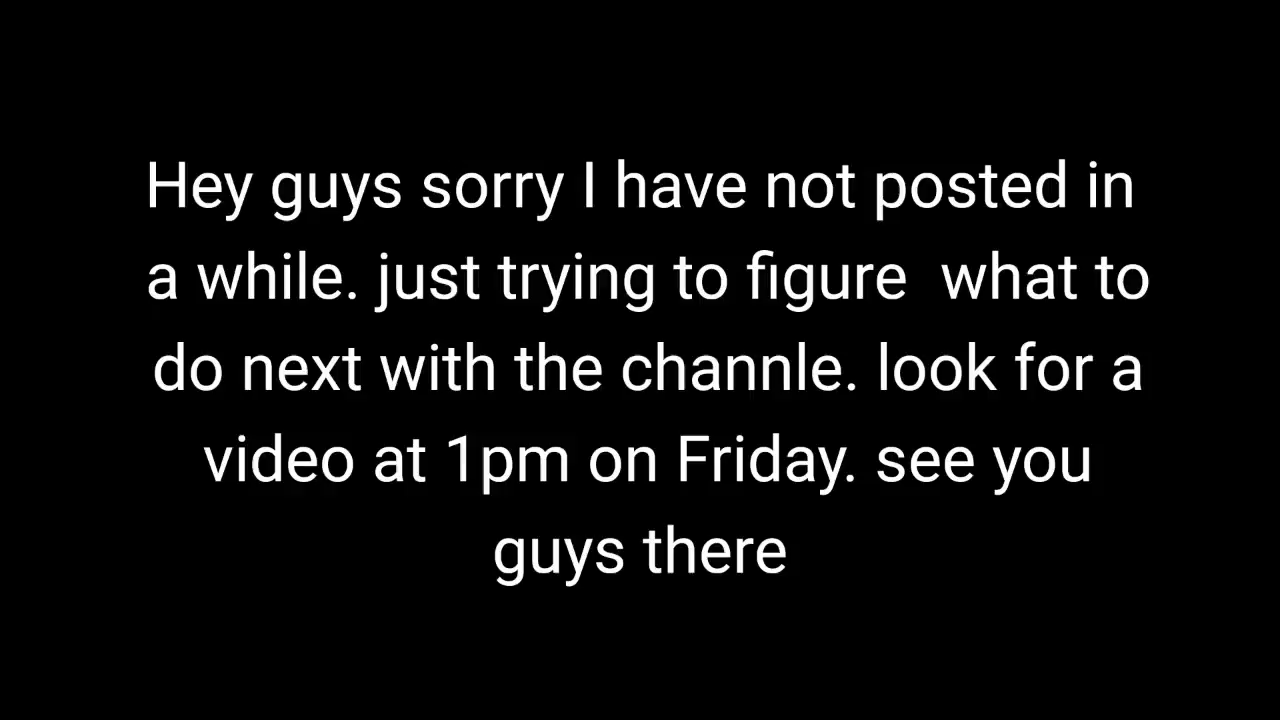 Hey guys sorry I have not posted in
a while. just trying to figure  what to
do next with the channle. look for a
video at 1pm on Friday. see you
guys there